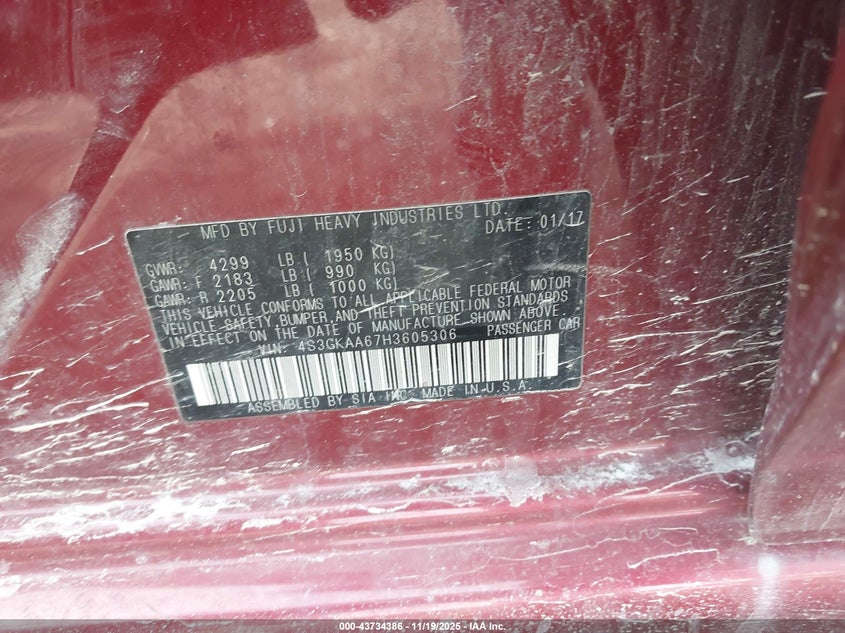 MFD BY FUJI HEAVY INDUSTRIES LTD.
DATE: 01/17
GVWR: 4299 LB ( 1950 KG)
GAWR: F 2183 LB ( 990 KG)
GAWR: R 2205 LB ( 1000 KG)
THIS VEHICLE CONFORMS TO ALL APPLICABLE FEDERAL MOTOR
VEHICLE SAFETY, BUMPER, AND THEFT PREVENTION STANDARDS
IN EFFECT ON THE DATE OF MANUFACTURE SHOWN ABOVE.
VIN: 4S3GKAA67H3605306 PASSENGER CAR
ASSEMBLED BY SIA INC. MADE IN U.S.A.
000-43734386 | 11/19/2025 - IAA Inc.